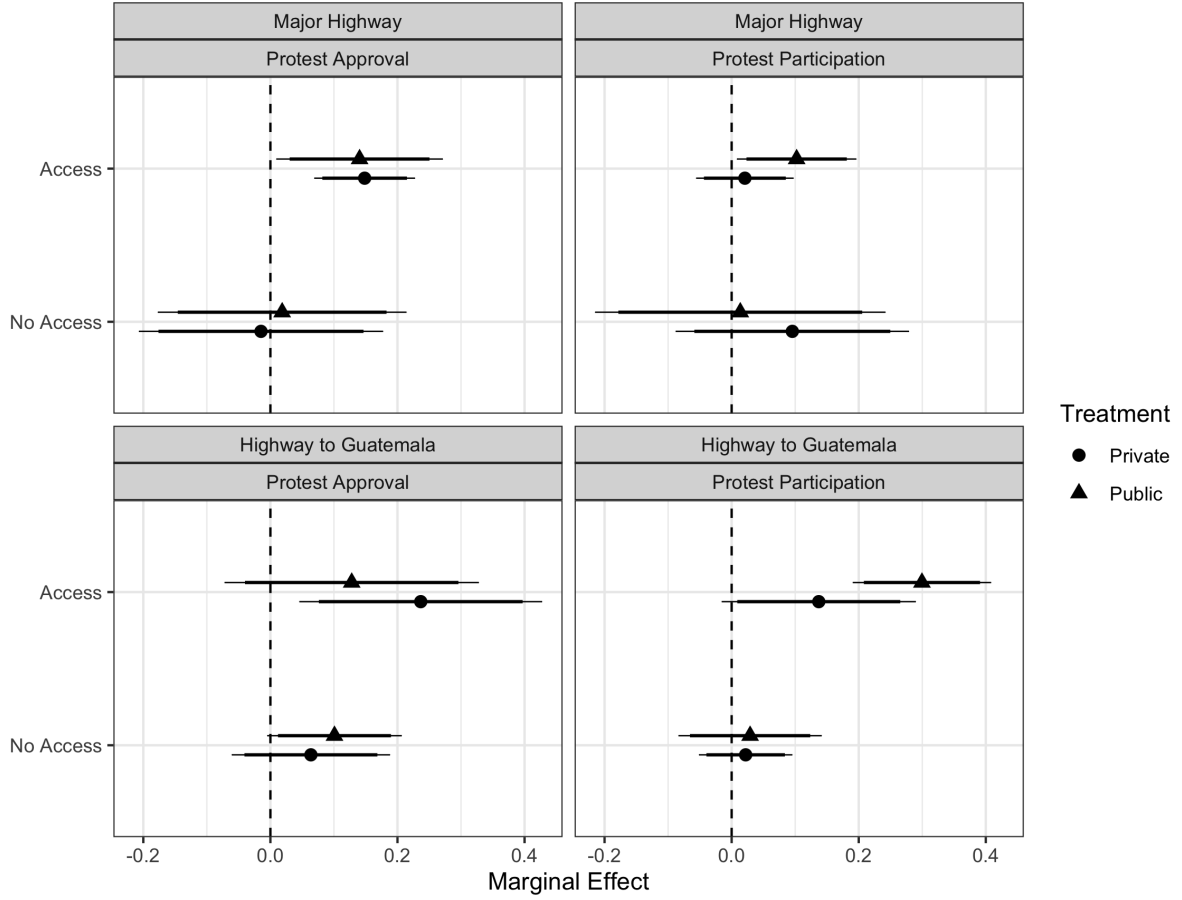 Major Highway
Protest Approval
Major Highway
Protest Participation
Access
No Access
Highway to Guatemala
Protest Approval
Highway to Guatemala
Protest Participation
Access
No Access
-0.2 0.0 0.2 0.4
-0.2 0.0 0.2 0.4
Marginal Effect
Treatment
Private
Public